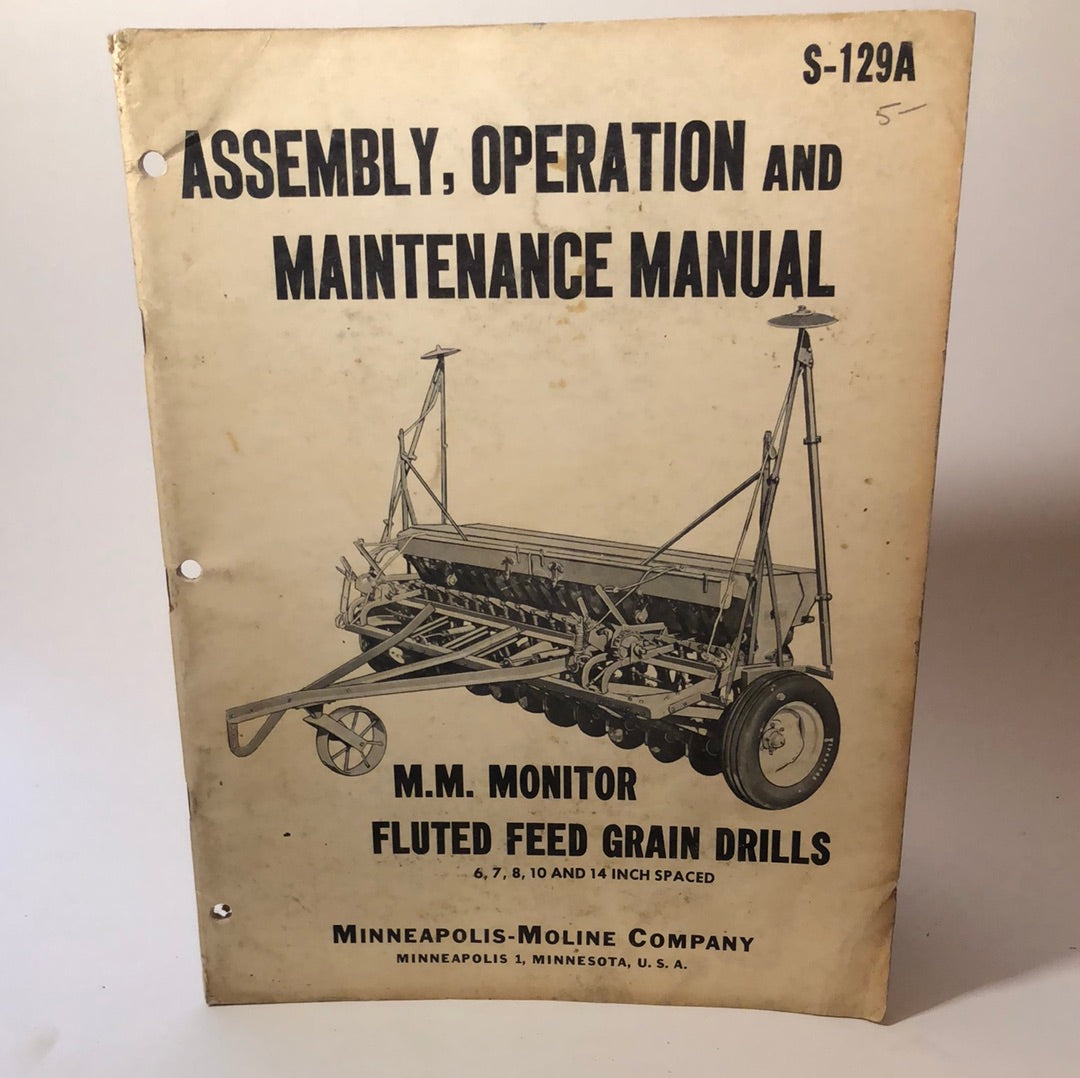 S-129A
5-
ASSEMBLY, OPERATION AND
MAINTENANCE MANUAL
M.M. MONITOR
FLUTED FEED GRAIN DRILLS
6, 7, 8, 10 AND 14 INCH SPACED
MINNEAPOLIS-MOLINE COMPANY
MINNEAPOLIS 1, MINNESOTA, U. S. A.